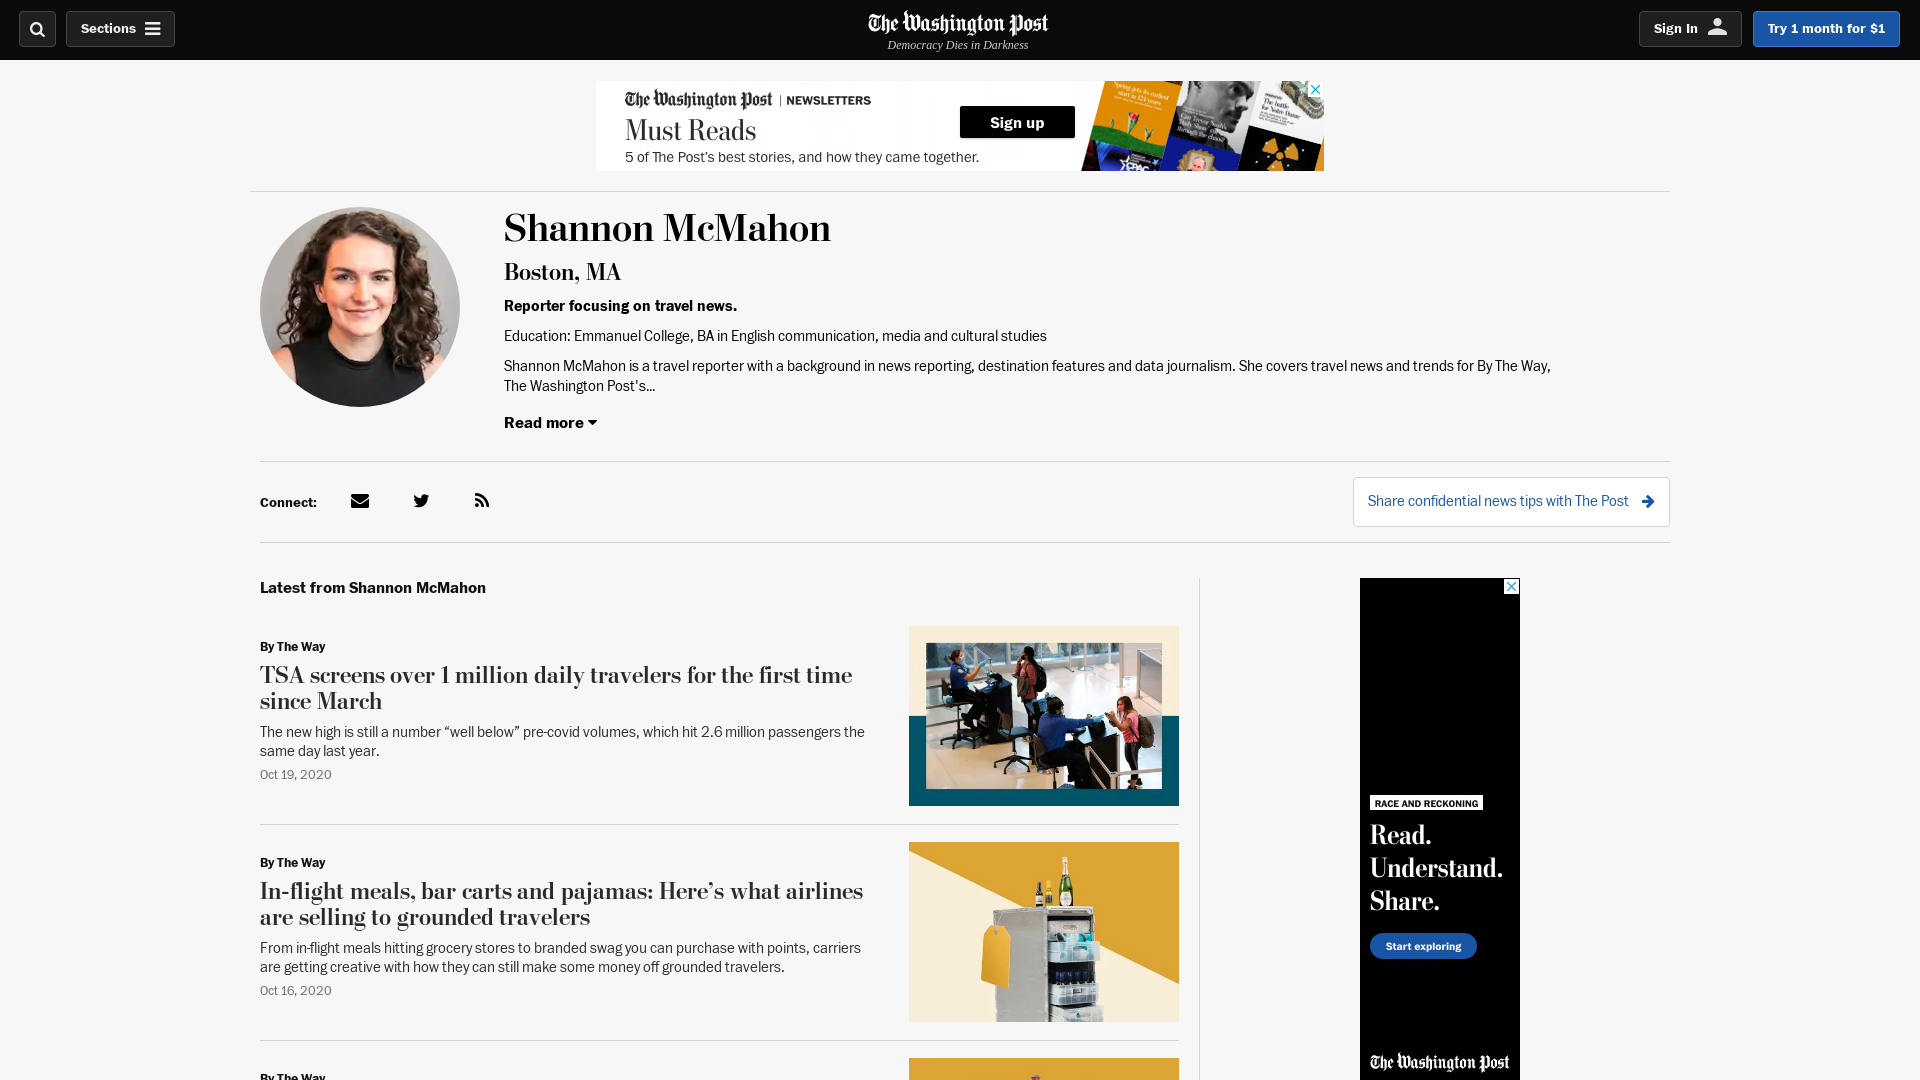 Sections
The Washington Post
Democracy Dies in Darkness
Sign In
Try 1 month for $1
The Washington Post | NEWSLETTERS
Must Reads
5 of The Post's best stories, and how they came together.
Sign up
Shannon McMahon
Boston, MA
Reporter focusing on travel news.
Education: Emmanuel College, BA in English communication, media and cultural studies
Shannon McMahon is a travel reporter with a background in news reporting, destination features and data journalism. She covers travel news and trends for By The Way,
The Washington Post's...
Read more
Connect:
Share confidential news tips with The Post
Latest from Shannon McMahon
By The Way
TSA screens over 1 million daily travelers for the first time
since March
The new high is still a number “well below” pre-covid volumes, which hit 2.6 million passengers the
same day last year.
Oct 19, 2020
By The Way
In-flight meals, bar carts and pajamas: Here’s what airlines
are selling to grounded travelers
From in-flight meals hitting grocery stores to branded swag you can purchase with points, carriers
are getting creative with how they can still make some money off grounded travelers.
Oct 16, 2020
By The Way
RACE AND RECKONING
Read.
Understand.
Share.
Start exploring
The Washington Post